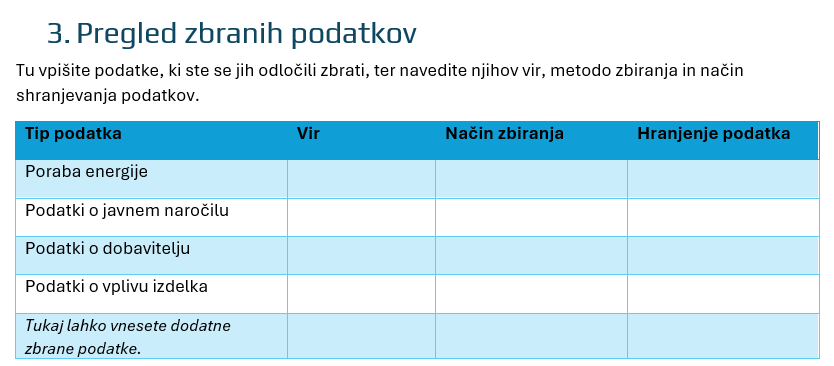 3. Pregled zbranih podatkov
Tu vpišite podatke, ki ste se jih odločili zbrati, ter navedite njihov vir, metodo zbiranja in način
shranjevanja podatkov.
Tip podatka Vir Način zbiranja Hranjenje podatka
Poraba energije
Podatki o javnem naročilu
Podatki o dobavitelju
Podatki o vplivu izdelka
Tukaj lahko vnesete dodatne
zbrane podatke.